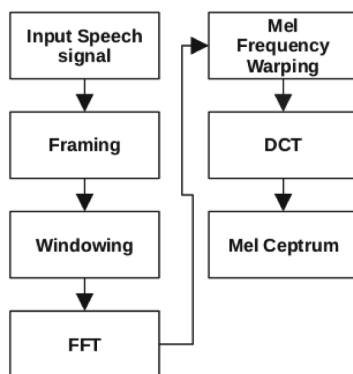 Input Speech
signal
Framing
Windowing
FFT
Mel
Frequency
Warping
DCT
Mel Ceptrum